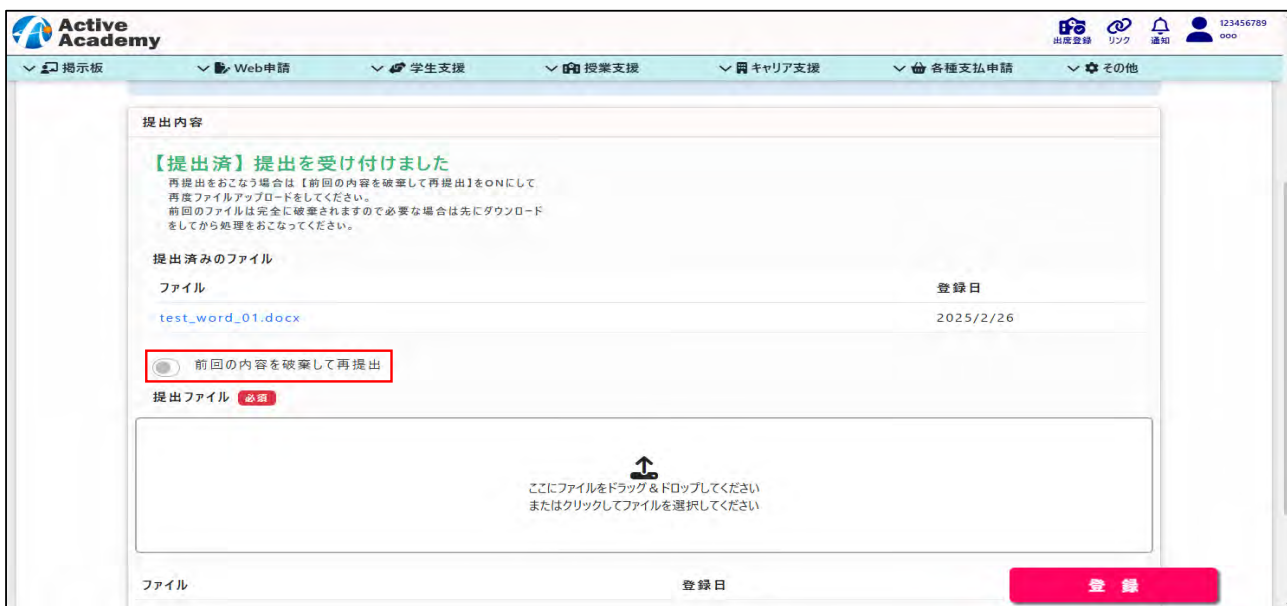 Active
Academy
出席登録
リンク
通知
123456789
ooo
掲示板
Web申請
学生支援
授業支援
キャリア支援
各種支払申請
その他
提出内容
【提出済】提出を受け付けました
再提出をおこなう場合は【前回の内容を破棄して再提出】をONにして
再度ファイルアップロードをしてください。
前回のファイルは完全に破棄されますので必要な場合は先にダウンロード
をしてから処理をおこなってください。
提出済みのファイル
ファイル 登録日
test_word_01.docx 2025/2/26
前回の内容を破棄して再提出
提出ファイル 必須
ここにファイルをドラッグ＆ドロップしてください
またはクリックしてファイルを選択してください
ファイル 登録日
登 録